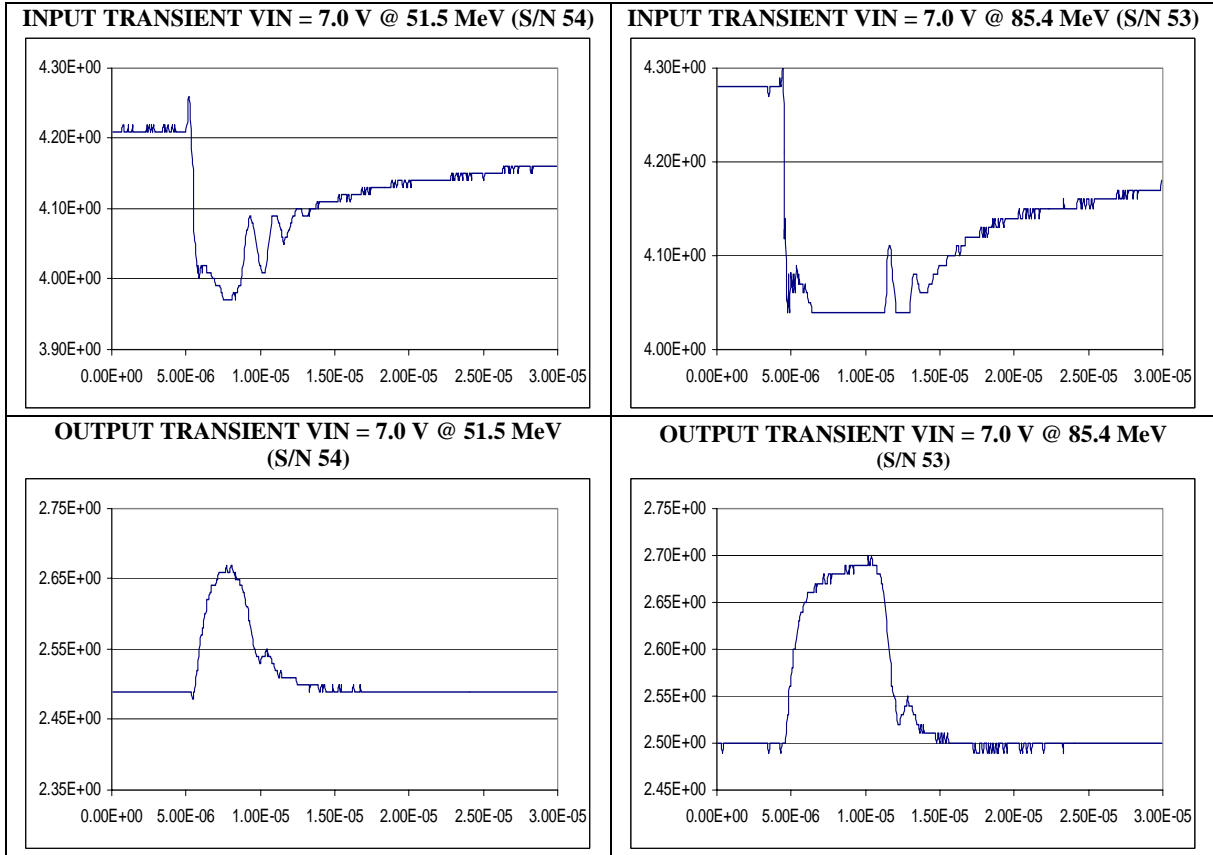 INPUT TRANSIENT VIN = 7.0 V @ 51.5 MeV (S/N 54)
4.30E+00
4.20E+00
4.10E+00
4.00E+00
3.90E+00
0.00E+00 5.00E-06 1.00E-05 1.50E-05 2.00E-05 2.50E-05 3.00E-05
INPUT TRANSIENT VIN = 7.0 V @ 85.4 MeV (S/N 53)
4.30E+00
4.20E+00
4.10E+00
4.00E+00
0.00E+00 5.00E-06 1.00E-05 1.50E-05 2.00E-05 2.50E-05 3.00E-05
OUTPUT TRANSIENT VIN = 7.0 V @ 51.5 MeV
(S/N 54)
2.75E+00
2.65E+00
2.55E+00
2.45E+00
2.35E+00
0.00E+00 5.00E-06 1.00E-05 1.50E-05 2.00E-05 2.50E-05 3.00E-05
OUTPUT TRANSIENT VIN = 7.0 V @ 85.4 MeV
(S/N 53)
2.75E+00
2.70E+00
2.65E+00
2.60E+00
2.55E+00
2.50E+00
2.45E+00
0.00E+00 5.00E-06 1.00E-05 1.50E-05 2.00E-05 2.50E-05 3.00E-05